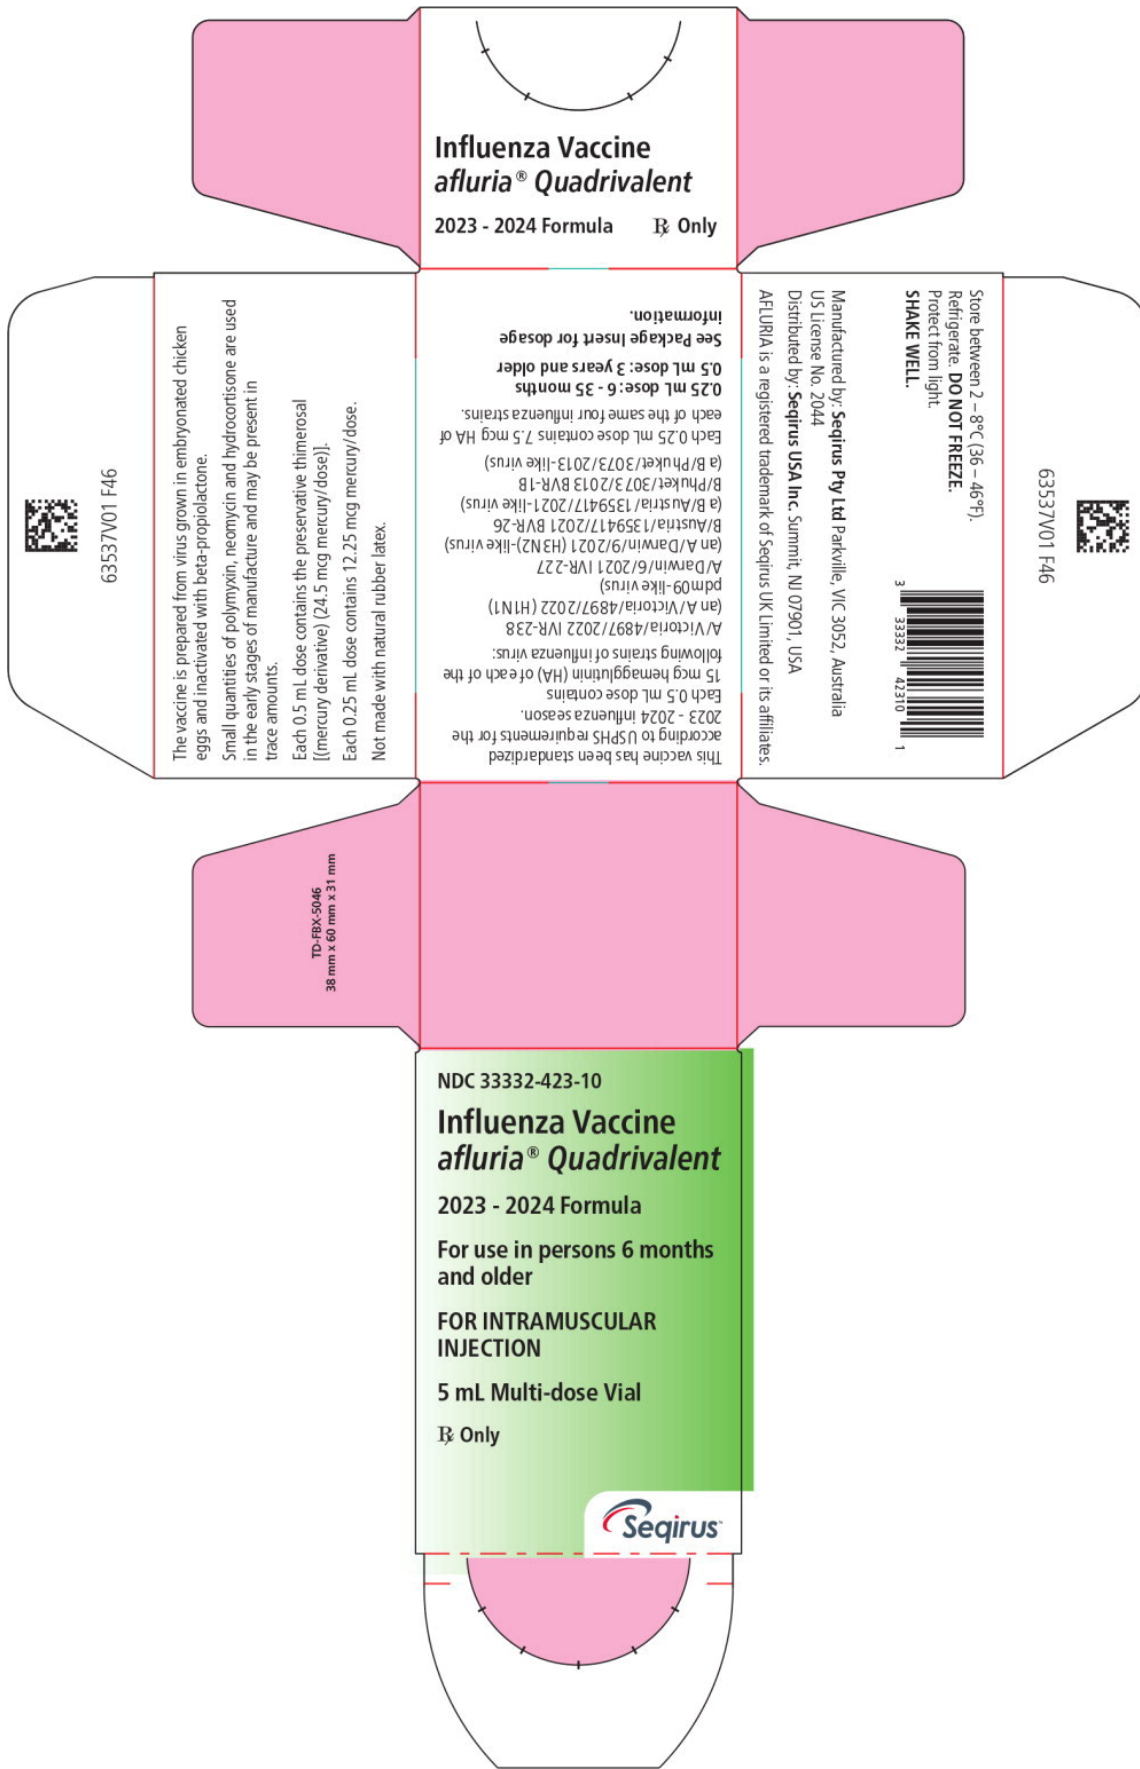 Influenza Vaccine
afluria® Quadrivalent
2023 - 2024 Formula ℞ Only
63537V01 F46
The vaccine is prepared from virus grown in embryonated chicken
eggs and inactivated with beta-propiolactone.
Small quantities of polymyxin, neomycin and hydrocortisone are used
in the early stages of manufacture and may be present in
trace amounts.
Each 0.5 mL dose contains the preservative thimerosal
[(mercury derivative) (24.5 mcg mercury/dose)].
Each 0.25 mL dose contains 12.25 mcg mercury/dose.
Not made with natural rubber latex.
This vaccine has been standardized
according to USPHS requirements for the
2023 - 2024 influenza season.
Each 0.5 mL dose contains
15 mcg hemagglutinin (HA) of each of the
following strains of influenza virus:
A/Victoria/4897/2022 IVR-238
(an A/Victoria/4897/2022 (H1N1)
pdm09-like virus)
A/Darwin/6/2021 IVR-227
(an A/Darwin/9/2021 (H3N2)-like virus)
B/Austria/1359417/2021 BVR-26
(a B/Austria/1359417/2021-like virus)
B/Phuket/3073/2013 BVR-1B
(a B/Phuket/3073/2013-like virus)
Each 0.25 mL dose contains 7.5 mcg HA of
each of the same four influenza strains.
0.25 mL dose: 6 - 35 months
0.5 mL dose: 3 years and older
See Package Insert for dosage
information.
Store between 2 – 8°C (36 – 46°F).
Refrigerate. DO NOT FREEZE.
Protect from light.
SHAKE WELL.
3 33332 42310 1
Manufactured by: Seqirus Pty Ltd Parkville, VIC 3052, Australia
US License No. 2044
Distributed by: Seqirus USA Inc. Summit, NJ 07901, USA
AFLURIA is a registered trademark of Seqirus UK Limited or its affiliates.
63537V01 F46
TD-FBX-5046
38 mm x 60 mm x 31 mm
NDC 33332-423-10
Influenza Vaccine
afluria® Quadrivalent
2023 - 2024 Formula
For use in persons 6 months
and older
FOR INTRAMUSCULAR
INJECTION
5 mL Multi-dose Vial
℞ Only
Seqirus™